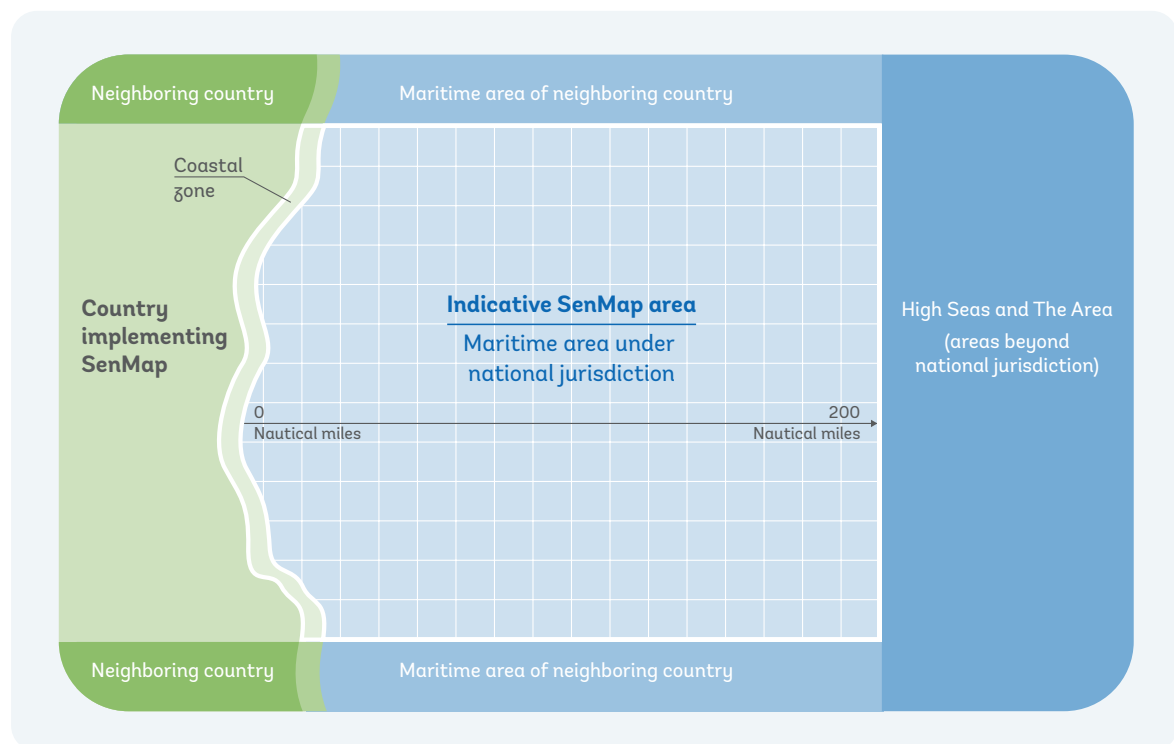 Neighboring country
Maritime area of neighboring country
Coastal
zone
Country
implementing
SenMap
Indicative SenMap area
Maritime area under
national jurisdiction
0
Nautical miles
200
Nautical miles
High Seas and The Area
(areas beyond
national jurisdiction)
Neighboring country
Maritime area of neighboring country